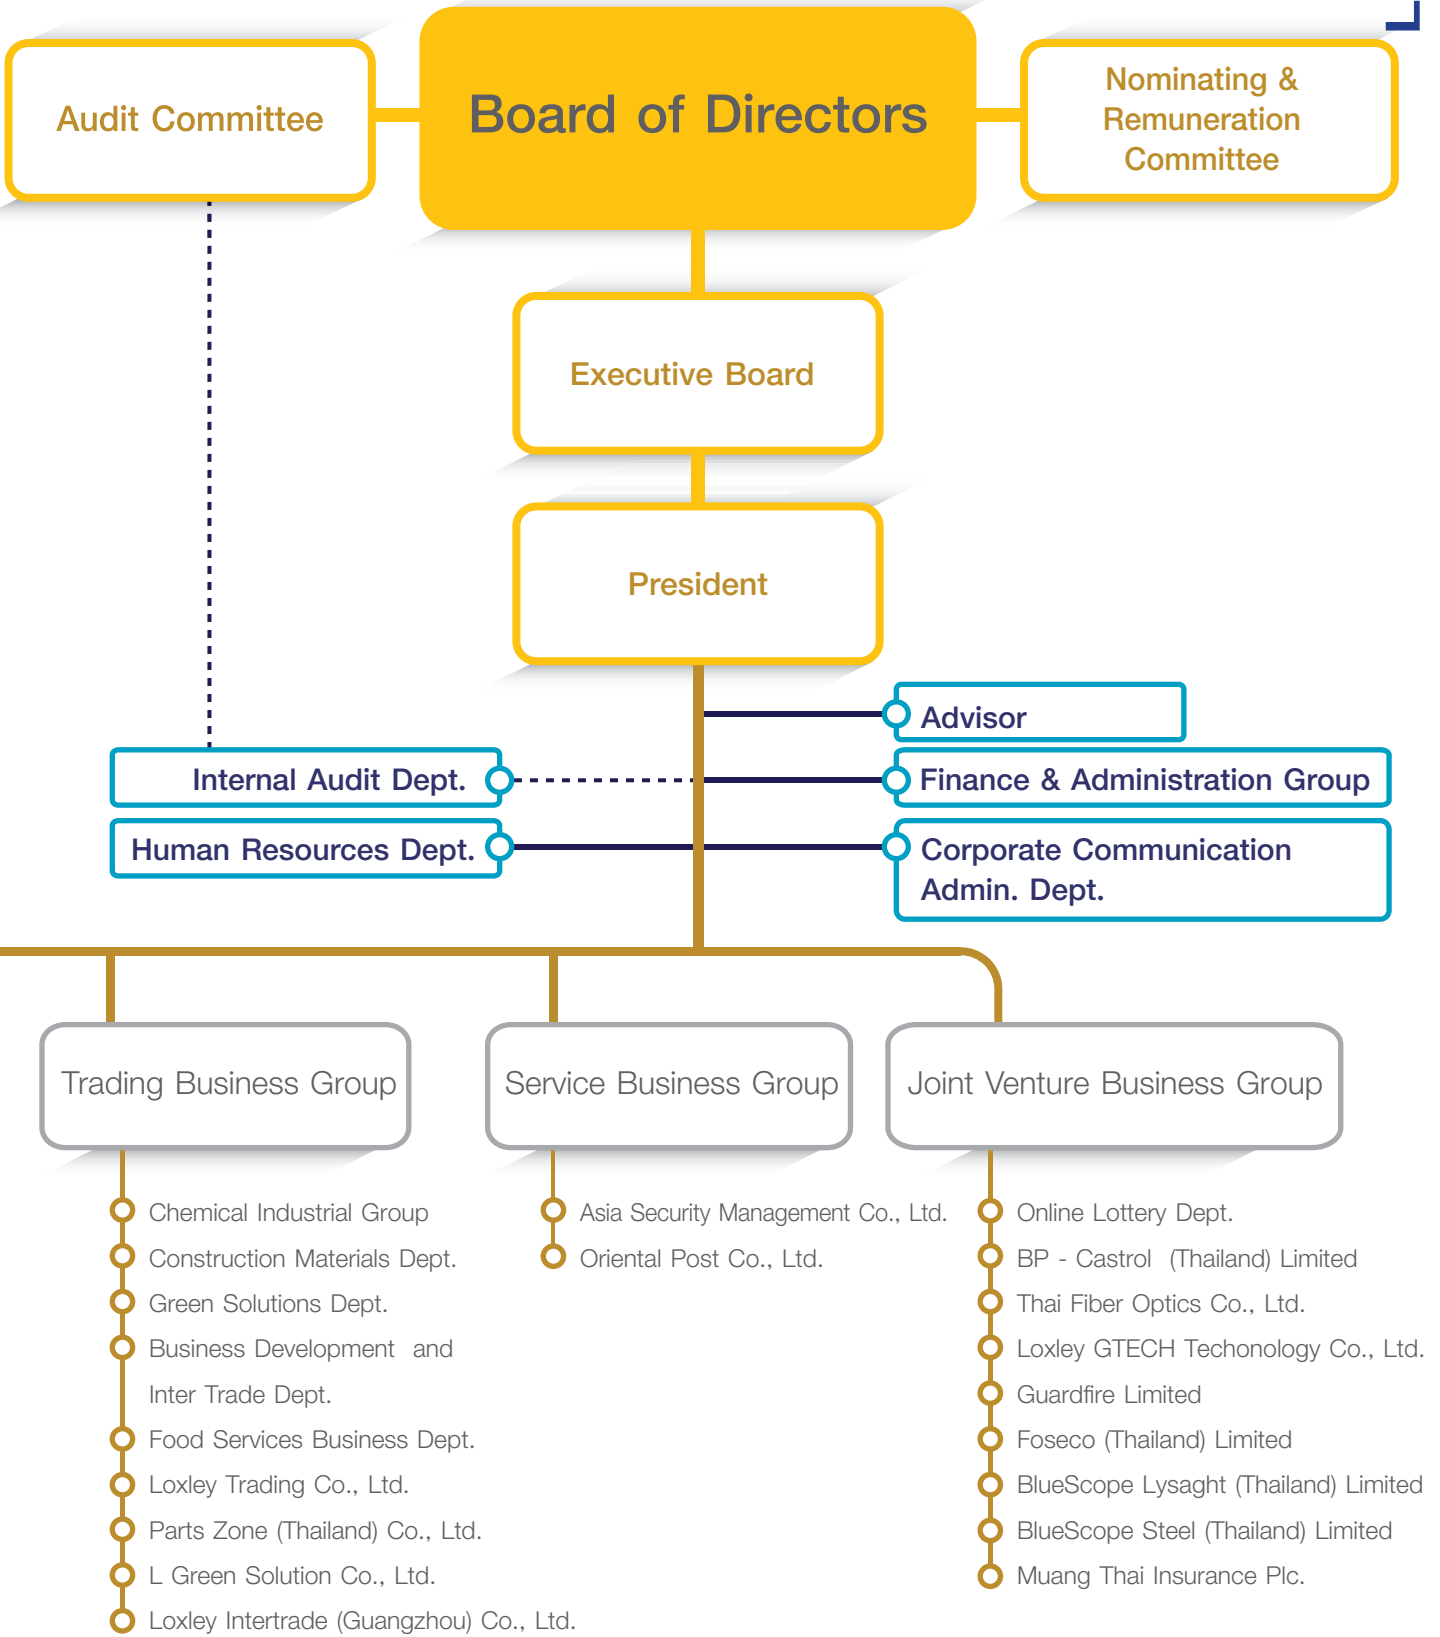 Audit Committee
Board of Directors
Nominating &
Remuneration
Committee
Executive Board
President
Advisor
Internal Audit Dept.
Finance & Administration Group
Human Resources Dept.
Corporate Communication
Admin. Dept.
Trading Business Group
Service Business Group
Joint Venture Business Group
Chemical Industrial Group
Construction Materials Dept.
Green Solutions Dept.
Business Development and
Inter Trade Dept.
Food Services Business Dept.
Loxley Trading Co., Ltd.
Parts Zone (Thailand) Co., Ltd.
L Green Solution Co., Ltd.
Loxley Intertrade (Guangzhou) Co., Ltd.
Asia Security Management Co., Ltd.
Oriental Post Co., Ltd.
Online Lottery Dept.
BP - Castrol (Thailand) Limited
Thai Fiber Optics Co., Ltd.
Loxley GTECH Techonology Co., Ltd.
Guardfire Limited
Foseco (Thailand) Limited
BlueScope Lysaght (Thailand) Limited
BlueScope Steel (Thailand) Limited
Muang Thai Insurance Plc.